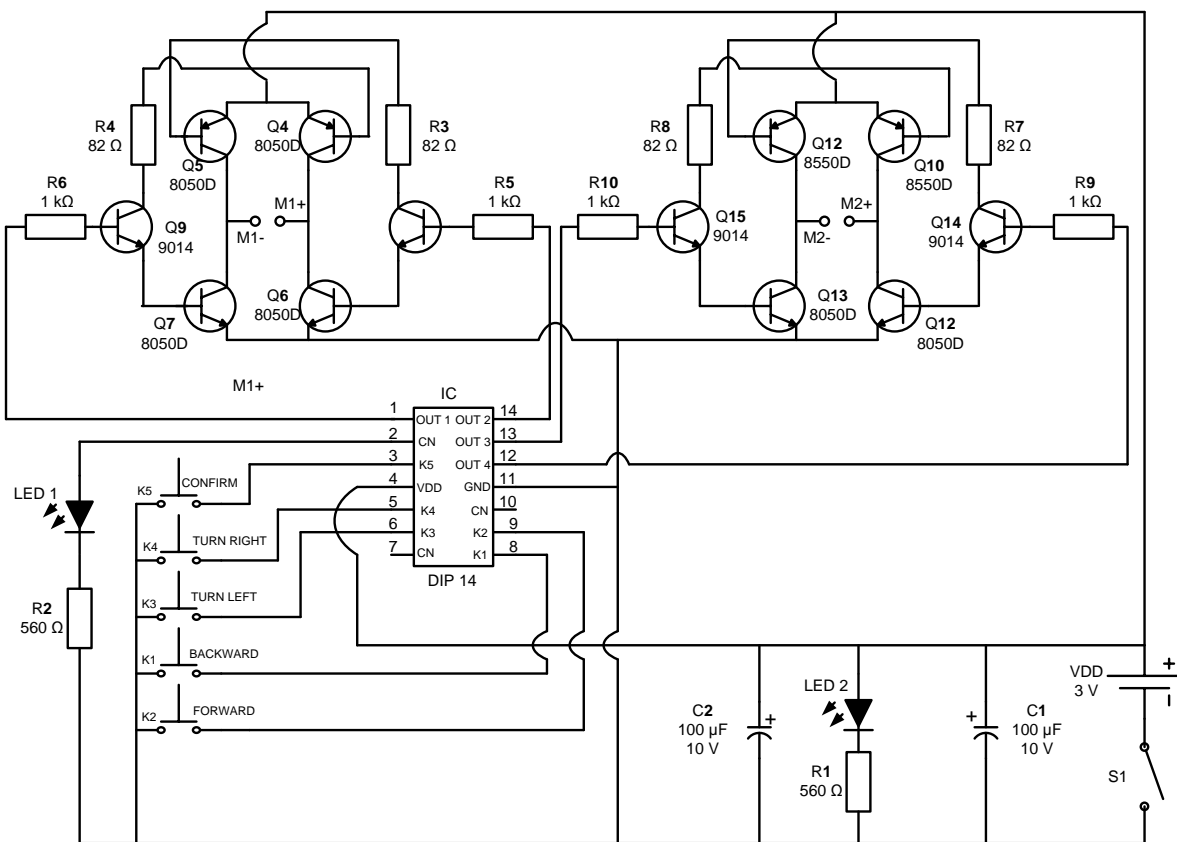 R4
82 Ω
Q5
8050D
Q4
8050D
R3
82 Ω
R6
1 kΩ
Q9
9014
M1-
M1+
R5
1 kΩ
Q7
8050D
Q6
8050D
R8
82 Ω
Q12
8550D
Q10
8550D
R7
82 Ω
R10
1 kΩ
Q15
9014
M2+
M2-
Q14
9014
R9
1 kΩ
Q13
8050D
Q12
8050D
M1+
IC
1
2
3
4
5
6
7
OUT 1
CN
K5
VDD
K4
K3
CN
OUT 2
OUT 3
OUT 4
GND
CN
K2
K1
14
13
12
11
10
9
8
DIP 14
LED 1
R2
560 Ω
K5
CONFIRM
K4
TURN RIGHT
K3
TURN LEFT
K1
BACKWARD
K2
FORWARD
C2
100 µF
10 V
+
LED 2
R1
560 Ω
+
C1
100 µF
10 V
VDD
3 V
+
–
S1